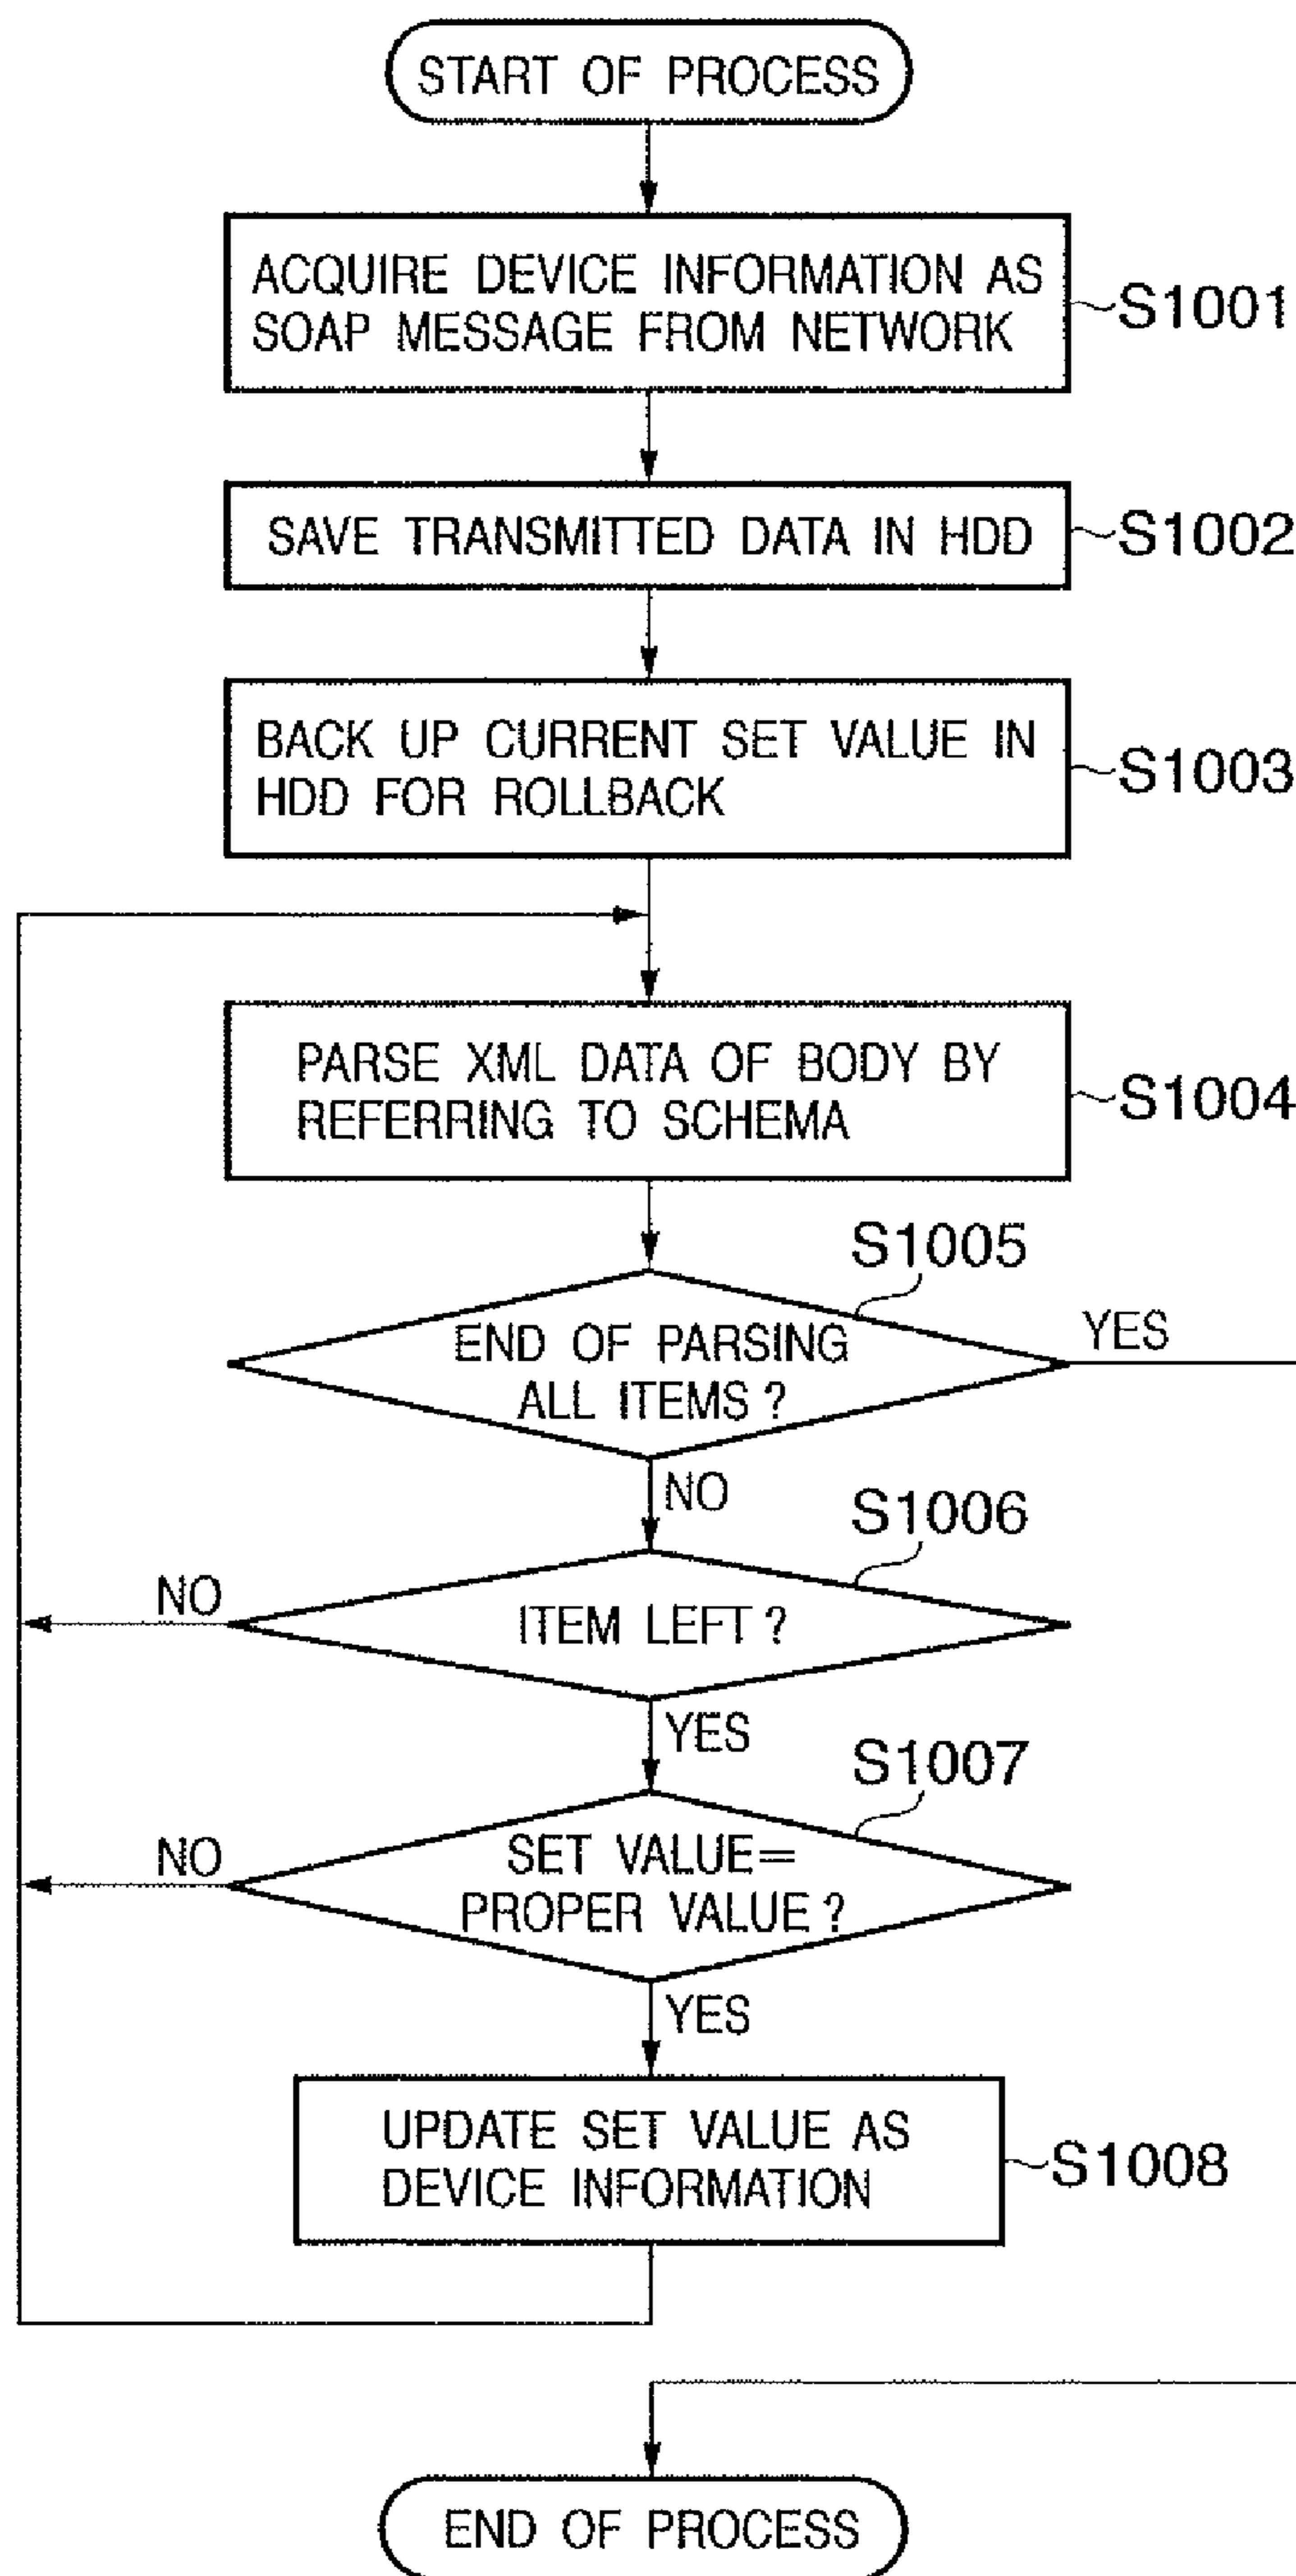 START OF PROCESS
ACQUIRE DEVICE INFORMATION AS
SOAP MESSAGE FROM NETWORK
S1001
SAVE TRANSMITTED DATA IN HDD
S1002
BACK UP CURRENT SET VALUE IN
HDD FOR ROLLBACK
S1003
PARSE XML DATA OF BODY BY
REFERRING TO SCHEMA
S1004
S1005
END OF PARSING
ALL ITEMS ?
YES
NO
S1006
ITEM LEFT ?
NO
YES
S1007
SET VALUE=
PROPER VALUE ?
NO
YES
UPDATE SET VALUE AS
DEVICE INFORMATION
S1008
END OF PROCESS